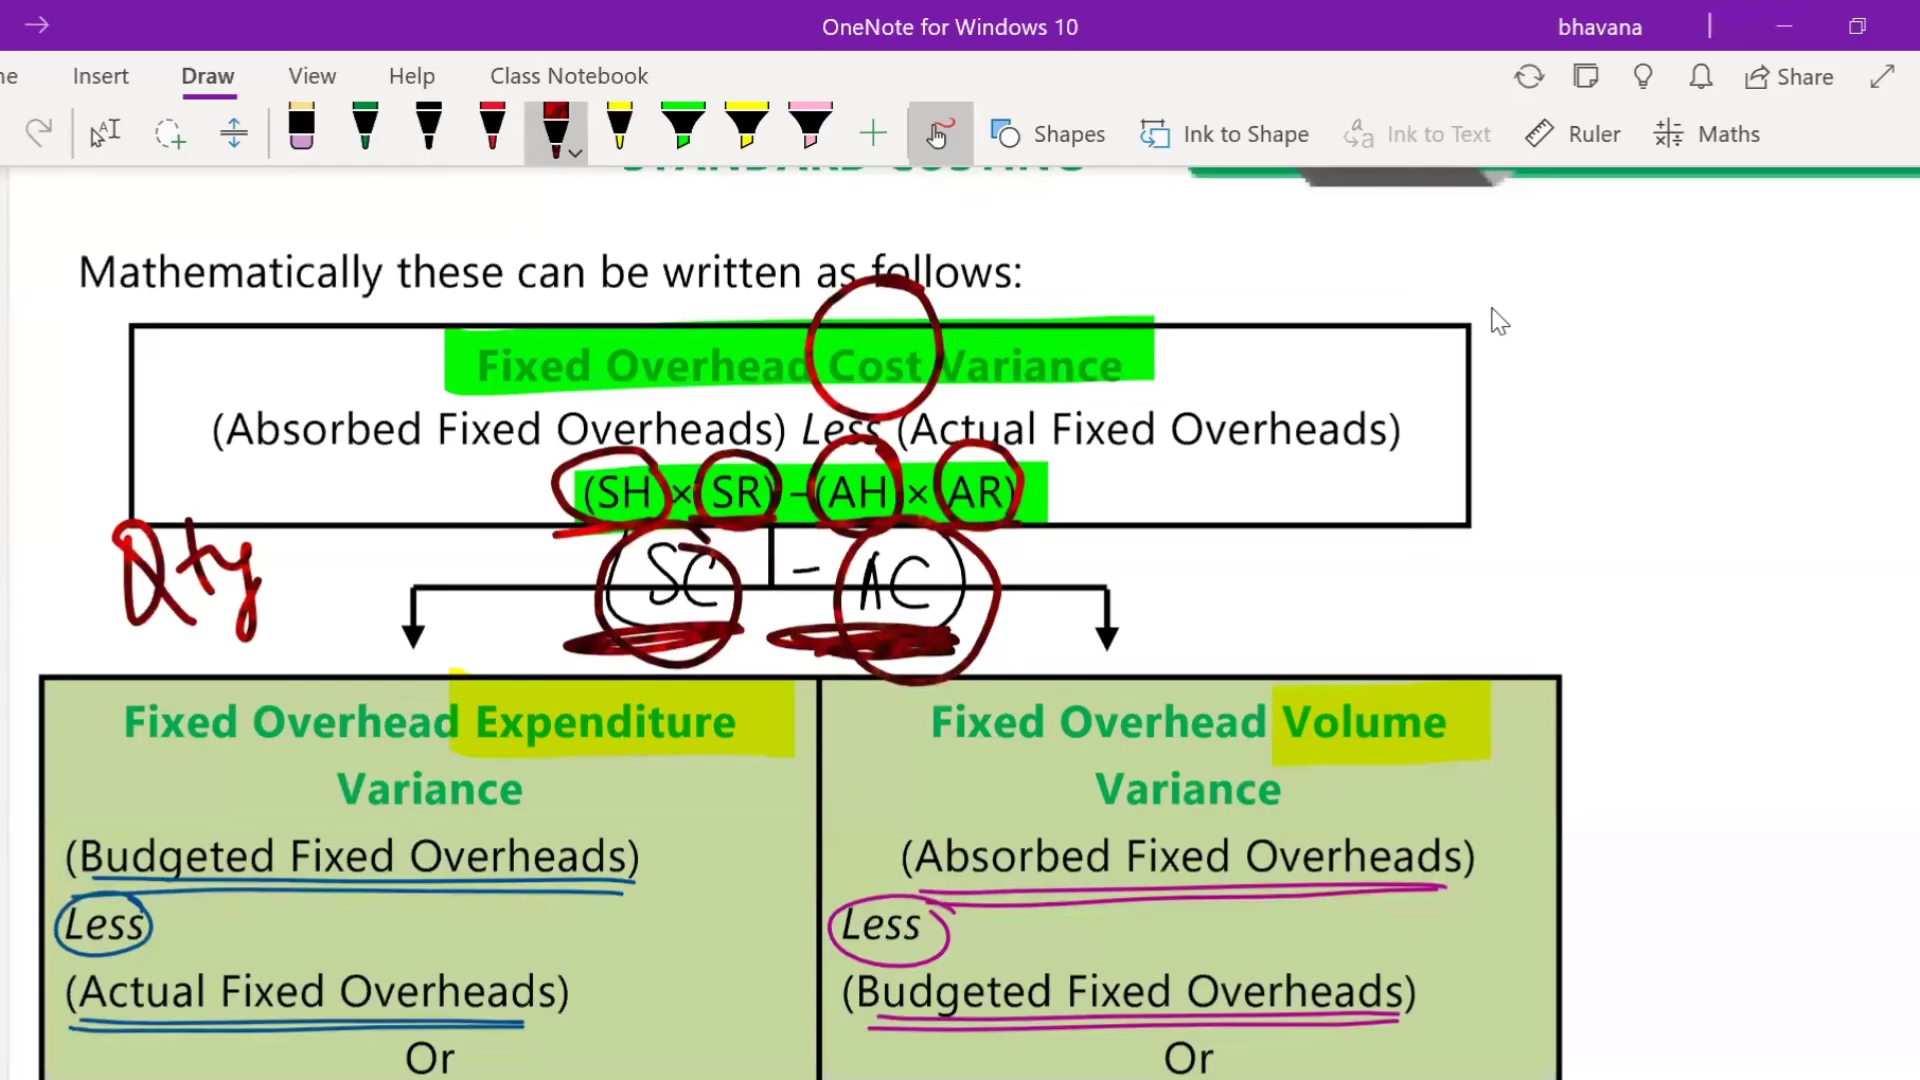 OneNote for Windows 10
bhavana
Insert Draw View Help Class Notebook
Share
Shapes Ink to Shape Ink to Text Ruler Maths
STANDARD COSTING
Mathematically these can be written as follows:
Fixed Overhead Cost Variance
(Absorbed Fixed Overheads) Less (Actual Fixed Overheads)
(SH × SR) – (AH × AR)
Qty
(SC – AC)
Fixed Overhead Expenditure
Variance
(Budgeted Fixed Overheads)
Less
(Actual Fixed Overheads)
Or
Fixed Overhead Volume
Variance
(Absorbed Fixed Overheads)
Less
(Budgeted Fixed Overheads)
Or